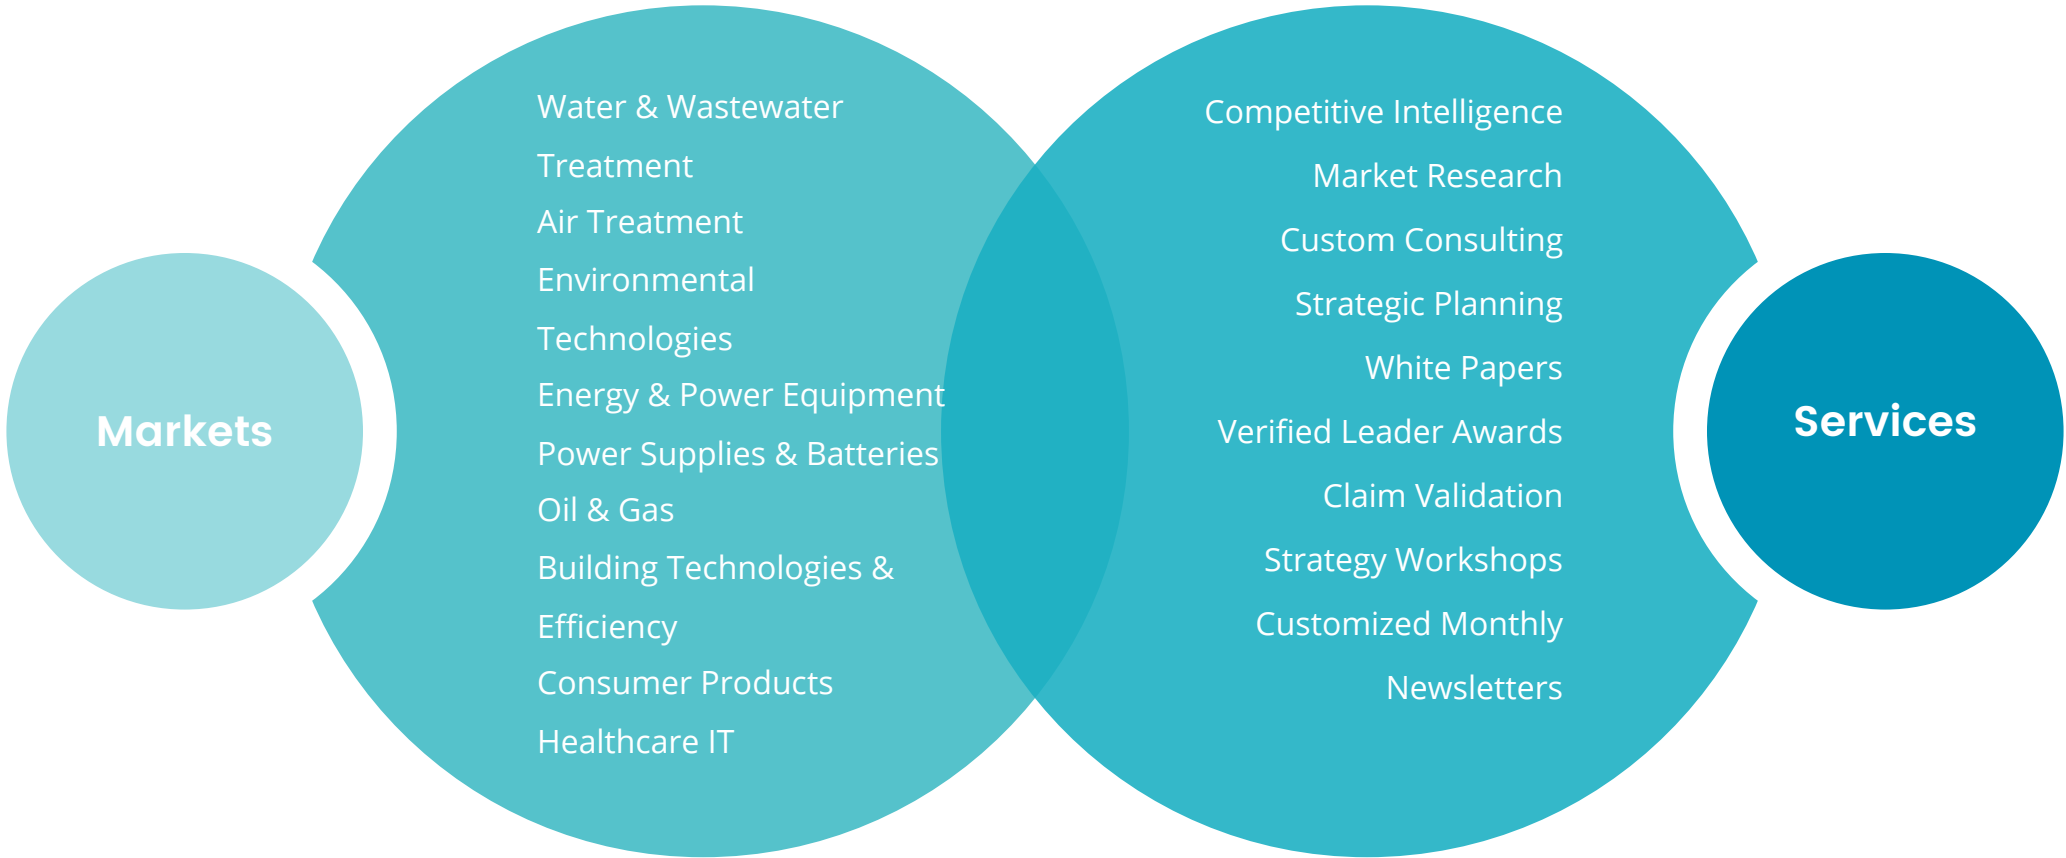 Markets
Water & Wastewater
Treatment
Air Treatment
Environmental
Technologies
Energy & Power Equipment
Power Supplies & Batteries
Oil & Gas
Building Technologies &
Efficiency
Consumer Products
Healthcare IT
Competitive Intelligence
Market Research
Custom Consulting
Strategic Planning
White Papers
Verified Leader Awards
Claim Validation
Strategy Workshops
Customized Monthly
Newsletters
Services